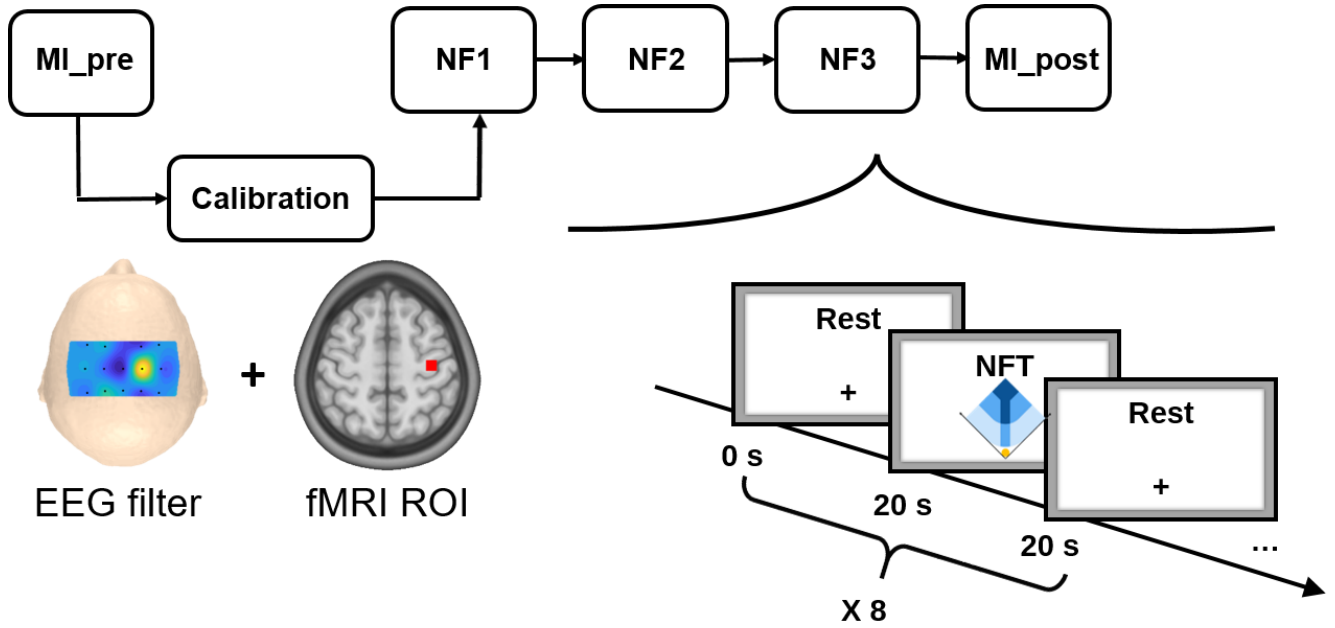 MI_pre
NF1
NF2
NF3
MI_post
Calibration
+
EEG filter
fMRI ROI
Rest
+
NFT
Rest
+
0 s
20 s
20 s
...
X 8